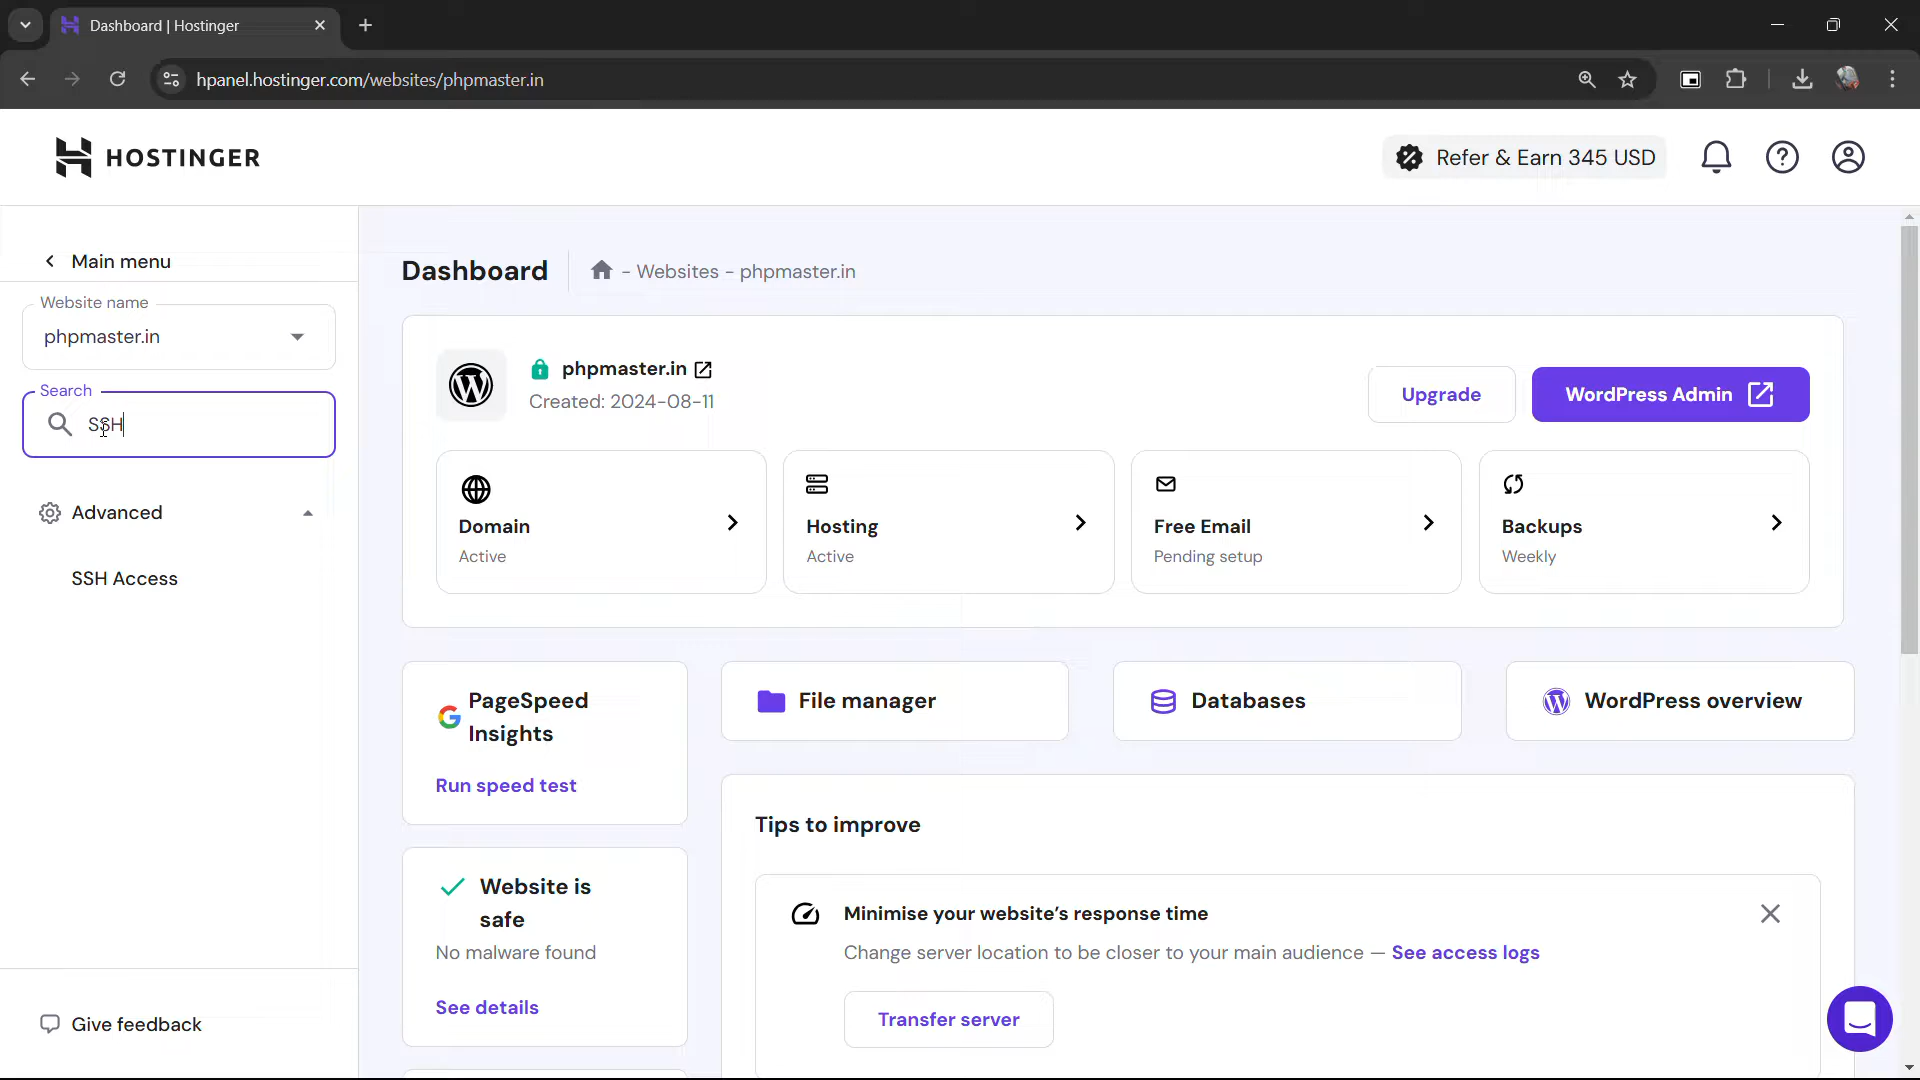 Dashboard | Hostinger
hpanel.hostinger.com/websites/phpmaster.in
HOSTINGER
Refer & Earn 345 USD
Main menu
Website name
phpmaster.in
Search
SSH
Advanced
SSH Access
Give feedback
Dashboard
- Websites - phpmaster.in
phpmaster.in
Created: 2024-08-11
Upgrade
WordPress Admin
Domain
Active
Hosting
Active
Free Email
Pending setup
Backups
Weekly
PageSpeed
Insights
Run speed test
File manager
Databases
WordPress overview
Website is
safe
No malware found
See details
Tips to improve
Minimise your website’s response time
Change server location to be closer to your main audience — See access logs
Transfer server